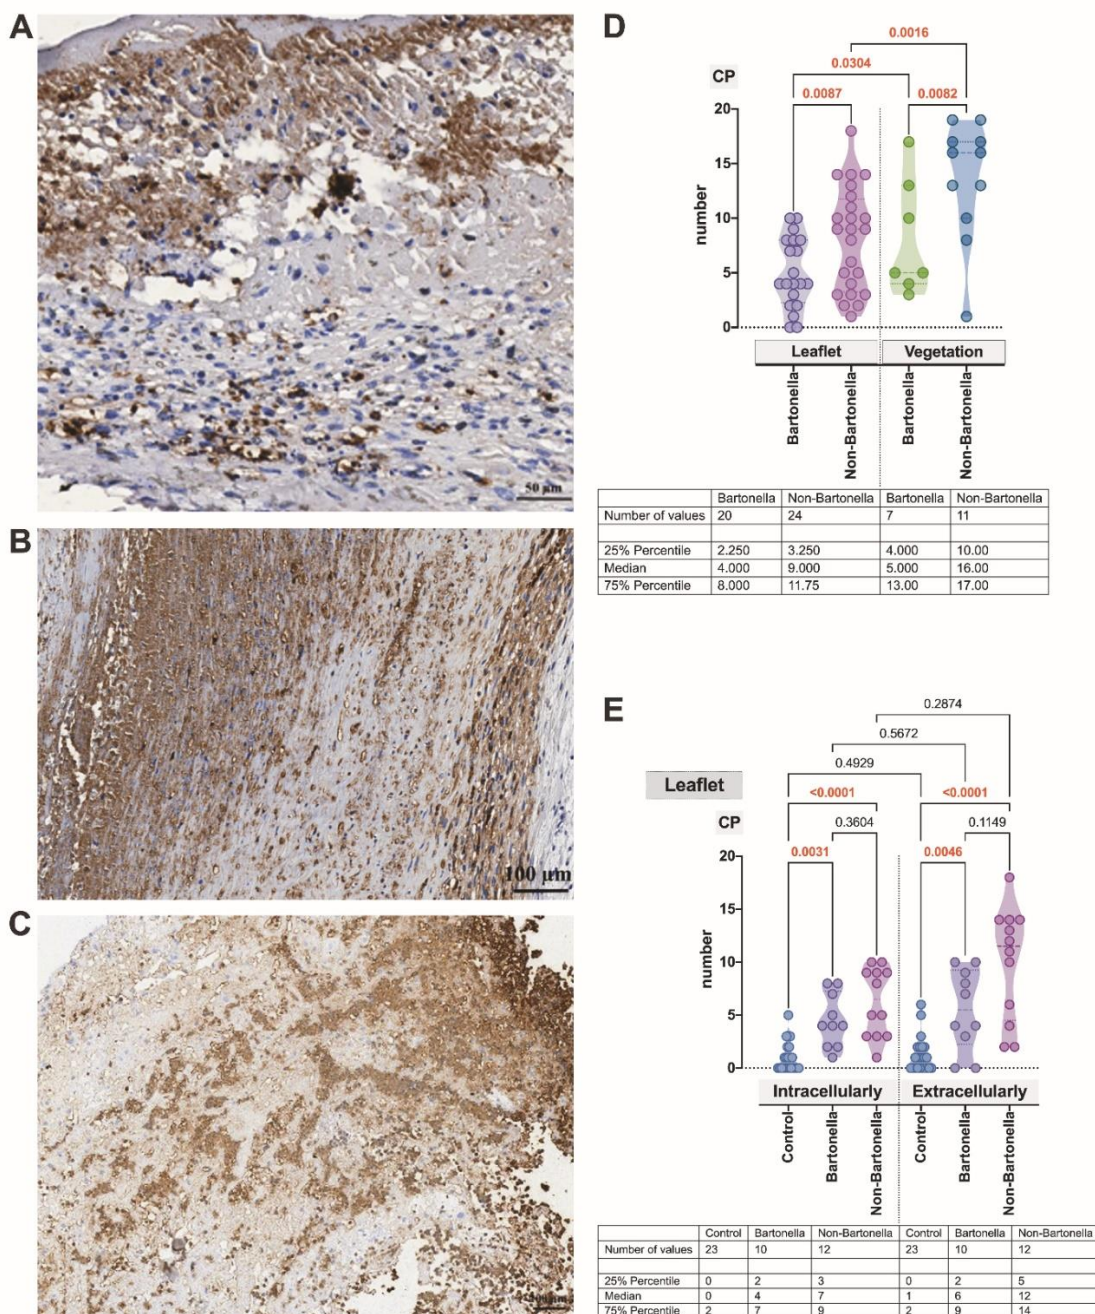 A
50 µm
B
100 µm
C
100 µm
D
0.0016
0.0304
CP
0.0087
0.0082
20
15
10
5
0
number
Leaflet
Vegetation
Bartonella
Non-Bartonella
Bartonella
Non-Bartonella
Bartonella Non-Bartonella Bartonella Non-Bartonella
Number of values 20 24 7 11
25% Percentile 2.250 3.250 4.000 10.00
Median 4.000 9.000 5.000 16.00
75% Percentile 8.000 11.75 13.00 17.00
E
0.2874
0.5672
0.4929
Leaflet
<0.0001
<0.0001
CP
0.3604
0.1149
0.0031
0.0046
20
15
10
5
0
number
Intracellularly
Extracellularly
Control
Bartonella
Non-Bartonella
Control
Bartonella
Non-Bartonella
Control Bartonella Non-Bartonella Control Bartonella Non-Bartonella
Number of values 23 10 12 23 10 12
25% Percentile 0 2 3 0 2 5
Median 0 4 7 1 6 12
75% Percentile 2 7 9 2 9 14